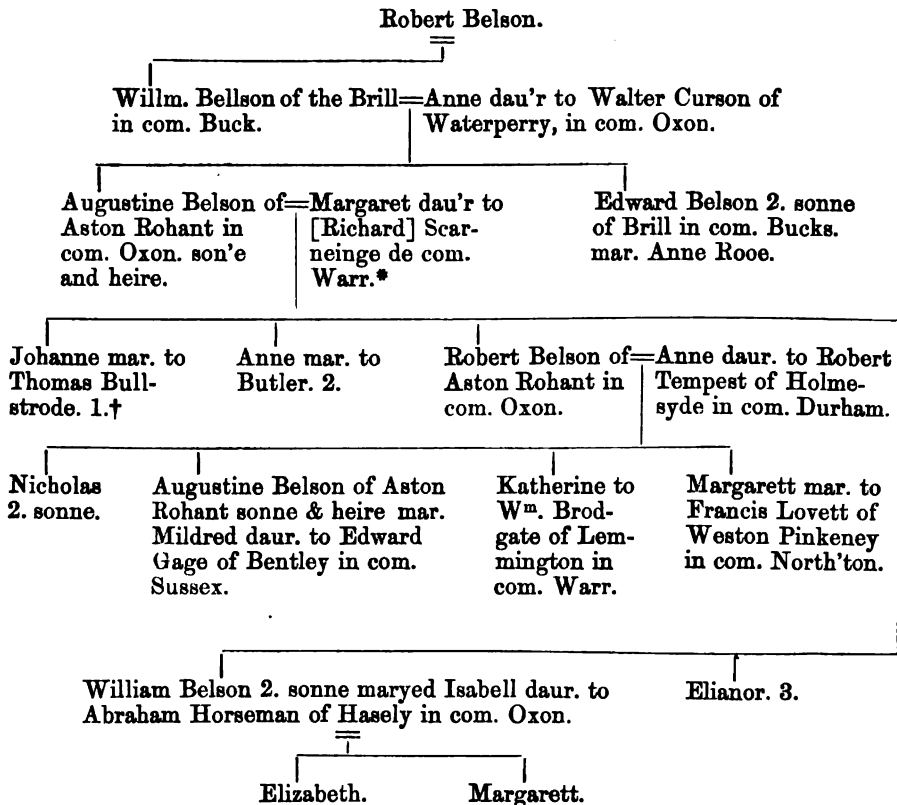 Robert Belson.
Willm. Bellson of the Brill=Anne dau'r to Walter Curson of
in com. Buck. Waterperry, in com. Oxon.
Augustine Belson of=Margaret dau'r to
Aston Rohant in [Richard] Scar-
com. Oxon. son'e neinge de com.
and heire. Warr.*
Edward Belson 2. sonne
of Brill in com. Bucks.
mar. Anne Rooe.
Johanne mar. to
Thomas Bull-
strode. 1.†
Anne mar. to
Butler. 2.
Robert Belson of=Anne daur. to Robert
Aston Rohant in Tempest of Holme-
com. Oxon. syde in com. Durham.
Nicholas
2. sonne.
Augustine Belson of Aston
Rohant sonne & heire mar.
Mildred daur. to Edward
Gage of Bentley in com.
Sussex.
Katherine to
Wm. Brod-
gate of Lem-
mington in
com. Warr.
Margarett mar. to
Francis Lovett of
Weston Pinkeney
in com. North'ton.
William Belson 2. sonne maryed Isabell daur. to
Abraham Horseman of Hasely in com. Oxon.
Elianor. 3.
Elizabeth.
Margarett.